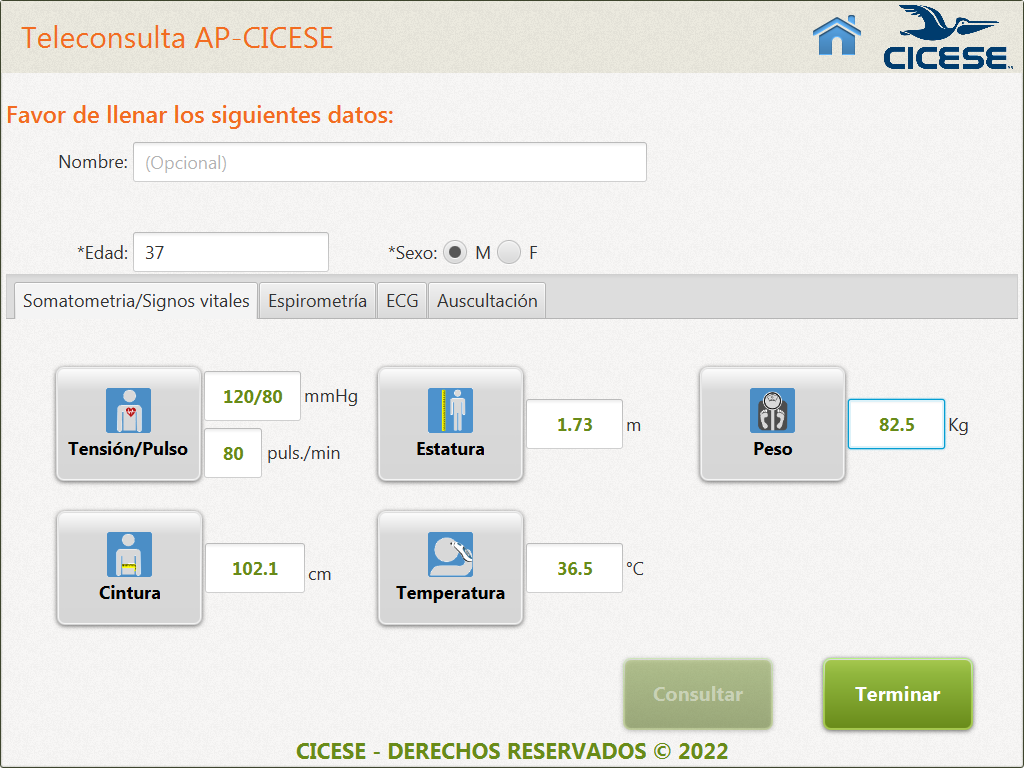 Teleconsulta AP-CICESE
CICESE
Favor de llenar los siguientes datos:
Nombre: (Opcional)
*Edad: 37 *Sexo: M F
Somatometria/Signos vitales Espirometría ECG Auscultación
Tensión/Pulso 120/80 mmHg
80 puls./min
Estatura 1.73 m
Peso 82.5 Kg
Cintura 102.1 cm
Temperatura 36.5 °C
Consultar Terminar
CICESE - DERECHOS RESERVADOS © 2022